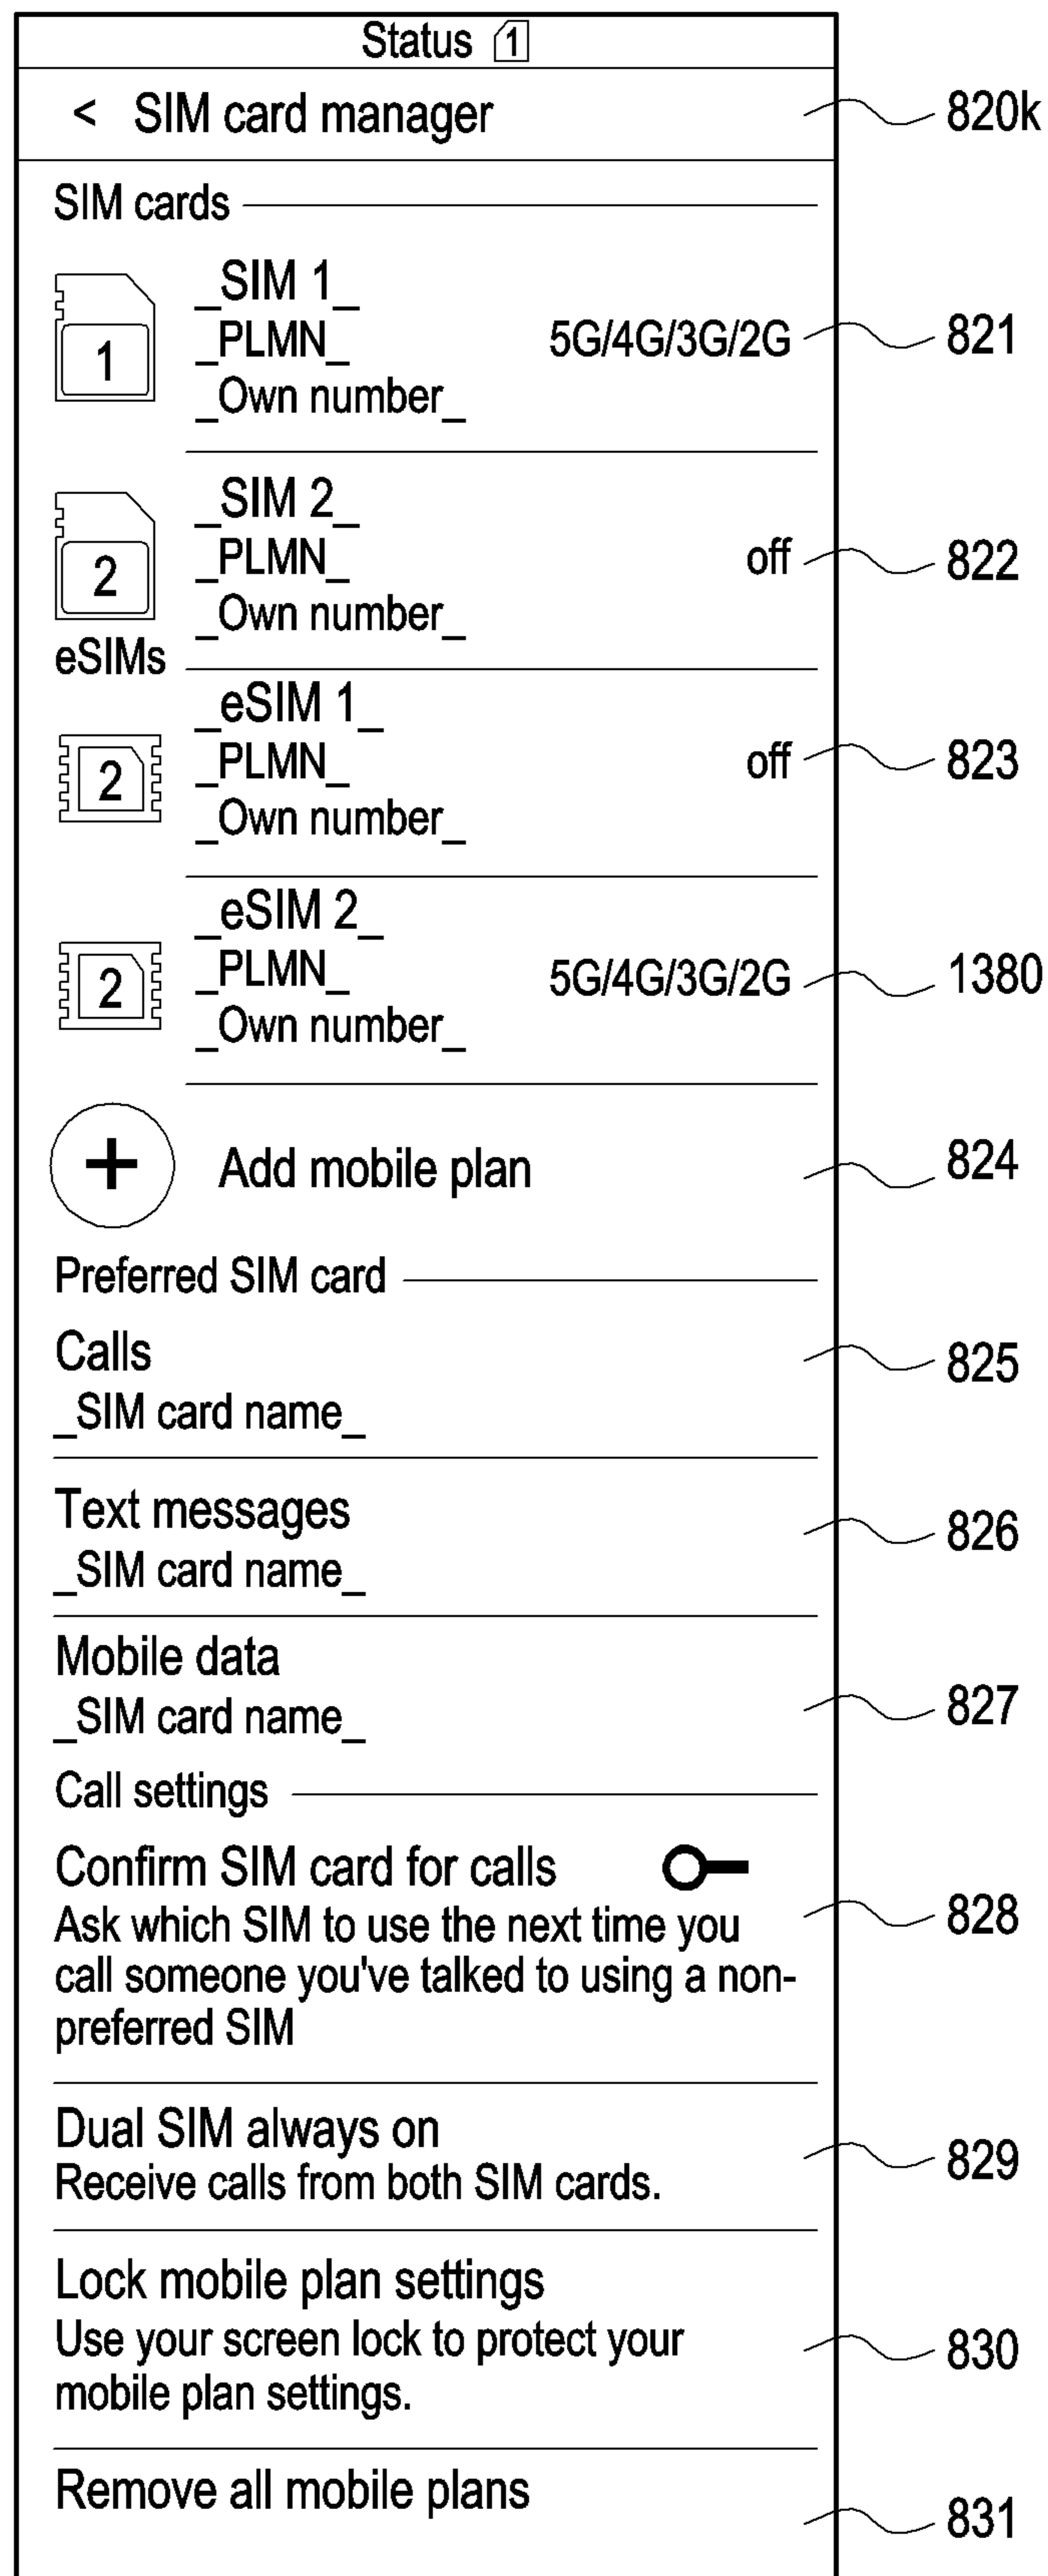 Status 1
< SIM card manager 820k
SIM cards
_SIM 1_
1 _PLMN_ 5G/4G/3G/2G 821
_Own number_
_SIM 2_
2 _PLMN_ off 822
_Own number_
eSIMs
_eSIM 1_
2 _PLMN_ off 823
_Own number_
_eSIM 2_
2 _PLMN_ 5G/4G/3G/2G 1380
_Own number_
+ Add mobile plan 824
Preferred SIM card
Calls 825
_SIM card name_
Text messages 826
_SIM card name_
Mobile data
_SIM card name_ 827
Call settings
Confirm SIM card for calls
Ask which SIM to use the next time you 828
call someone you've talked to using a non-
preferred SIM
Dual SIM always on
Receive calls from both SIM cards. 829
Lock mobile plan settings
Use your screen lock to protect your 830
mobile plan settings.
Remove all mobile plans
831